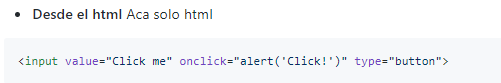 Desde el html Aca solo html
<input value="Click me" onclick="alert('Click!')" type="button">